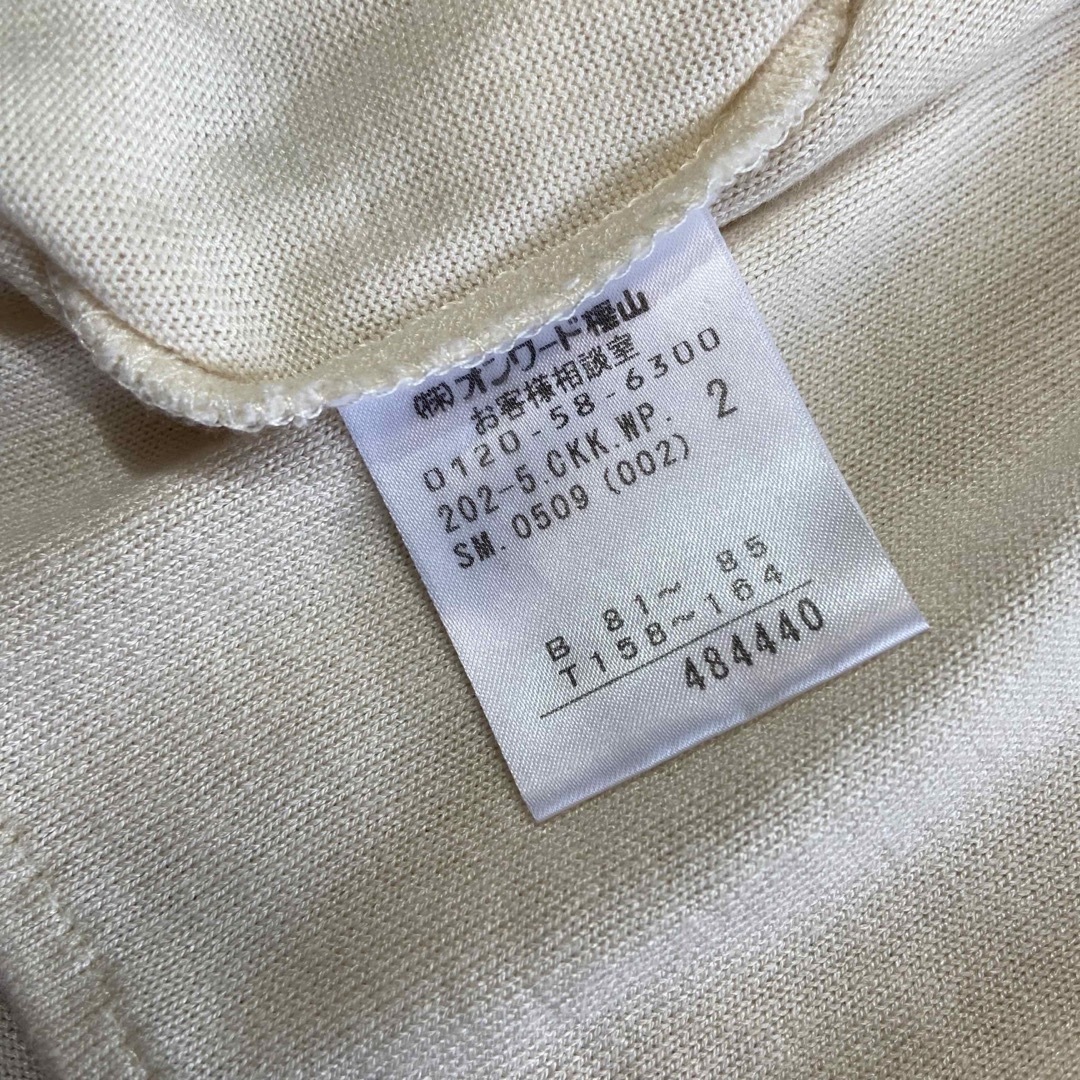 (株)オンワード樫山
お客様相談室
0120-58-6300
202-5.CKK.WP. 2
SM.0509(002)
B 81～ 85
T158～164
484440